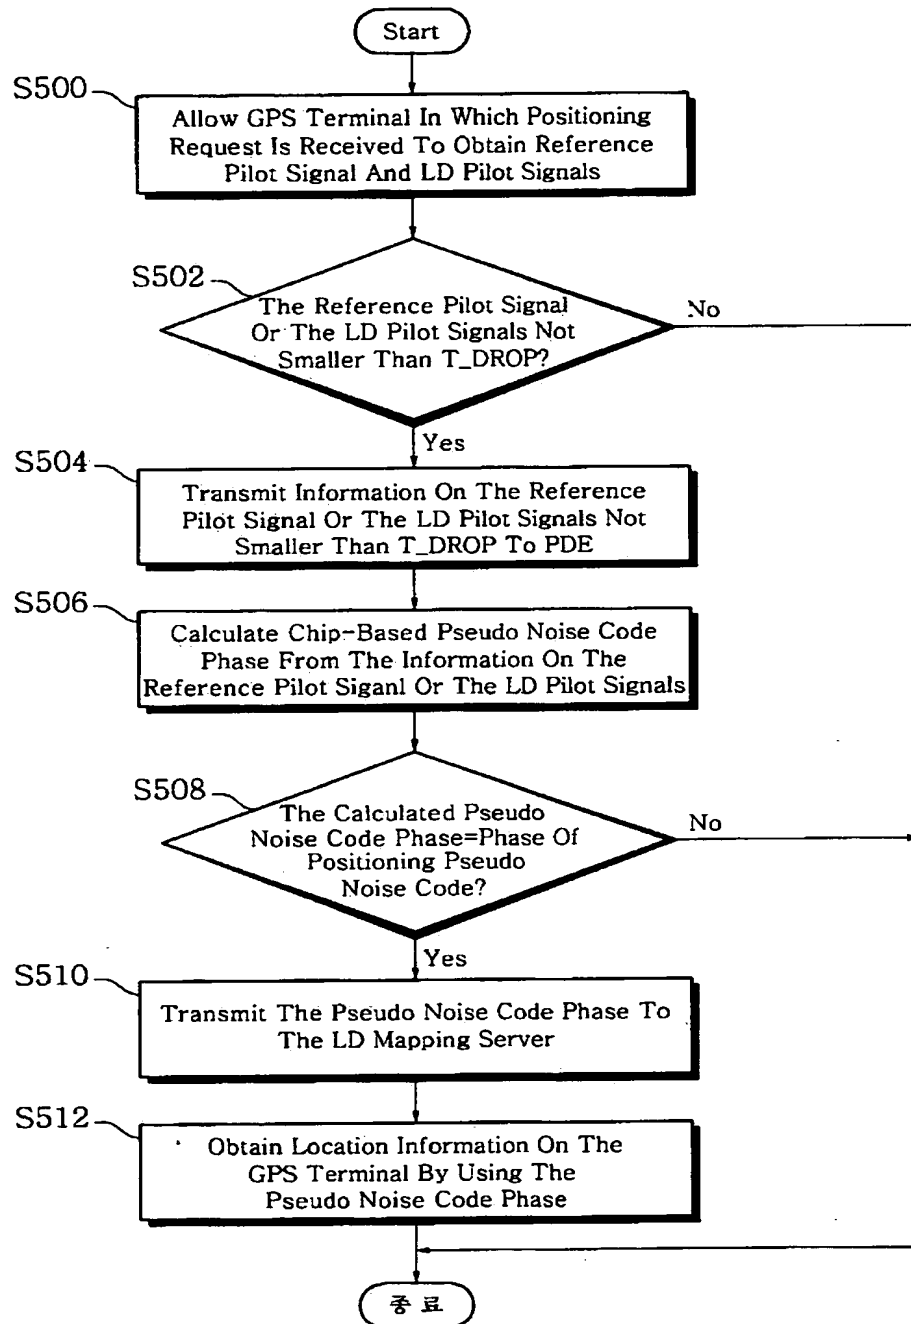 Start
S500
Allow GPS Terminal In Which Positioning
Request Is Received To Obtain Reference
Pilot Signal And LD Pilot Signals
S502
The Reference Pilot Signal
Or The LD Pilot Signals Not
Smaller Than T_DROP?
No
Yes
S504
Transmit Information On The Reference
Pilot Signal Or The LD Pilot Signals Not
Smaller Than T_DROP To PDE
S506
Calculate Chip-Based Pseudo Noise Code
Phase From The Information On The
Reference Pilot Siganl Or The LD Pilot Signals
S508
The Calculated Pseudo
Noise Code Phase=Phase Of
Positioning Pseudo
Noise Code?
No
Yes
S510
Transmit The Pseudo Noise Code Phase To
The LD Mapping Server
S512
Obtain Location Information On The
GPS Terminal By Using The
Pseudo Noise Code Phase
종 료